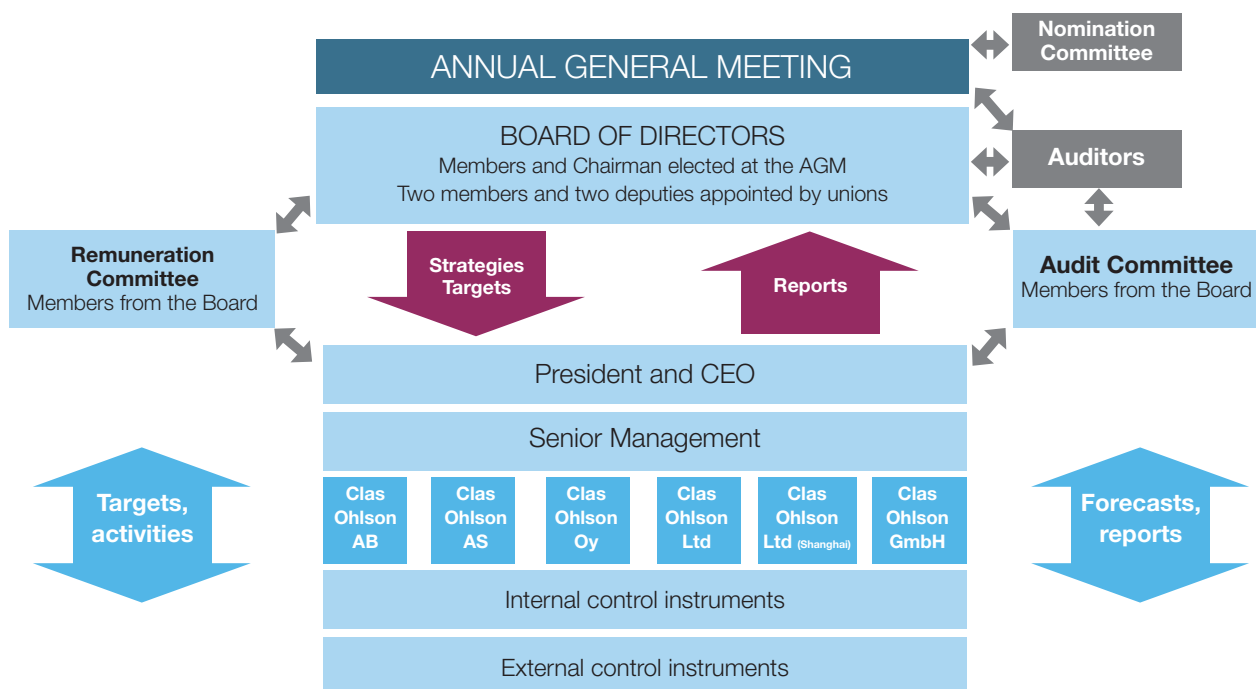 Nomination
Committee
ANNUAL GENERAL MEETING
BOARD OF DIRECTORS
Members and Chairman elected at the AGM
Two members and two deputies appointed by unions
Auditors
Remuneration
Committee
Members from the Board
Strategies
Targets
Reports
Audit Committee
Members from the Board
President and CEO
Senior Management
Targets,
activities
Clas
Ohlson
AB
Clas
Ohlson
AS
Clas
Ohlson
Oy
Clas
Ohlson
Ltd
Clas
Ohlson
Ltd (Shanghai)
Clas
Ohlson
GmbH
Forecasts,
reports
Internal control instruments
External control instruments